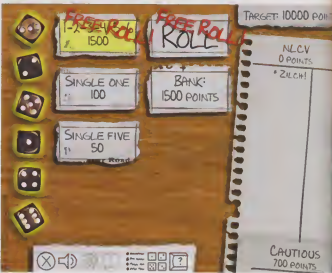 FREE ROLL!
1500
FREE ROLL!
ROLL
SINGLE ONE
100
BANK:
1500 POINTS
SINGLE FIVE
50
TARGET: 10000
NLCV
0 POINTS
* ZILCH!
CAUTIOUS
700 POINTS
?